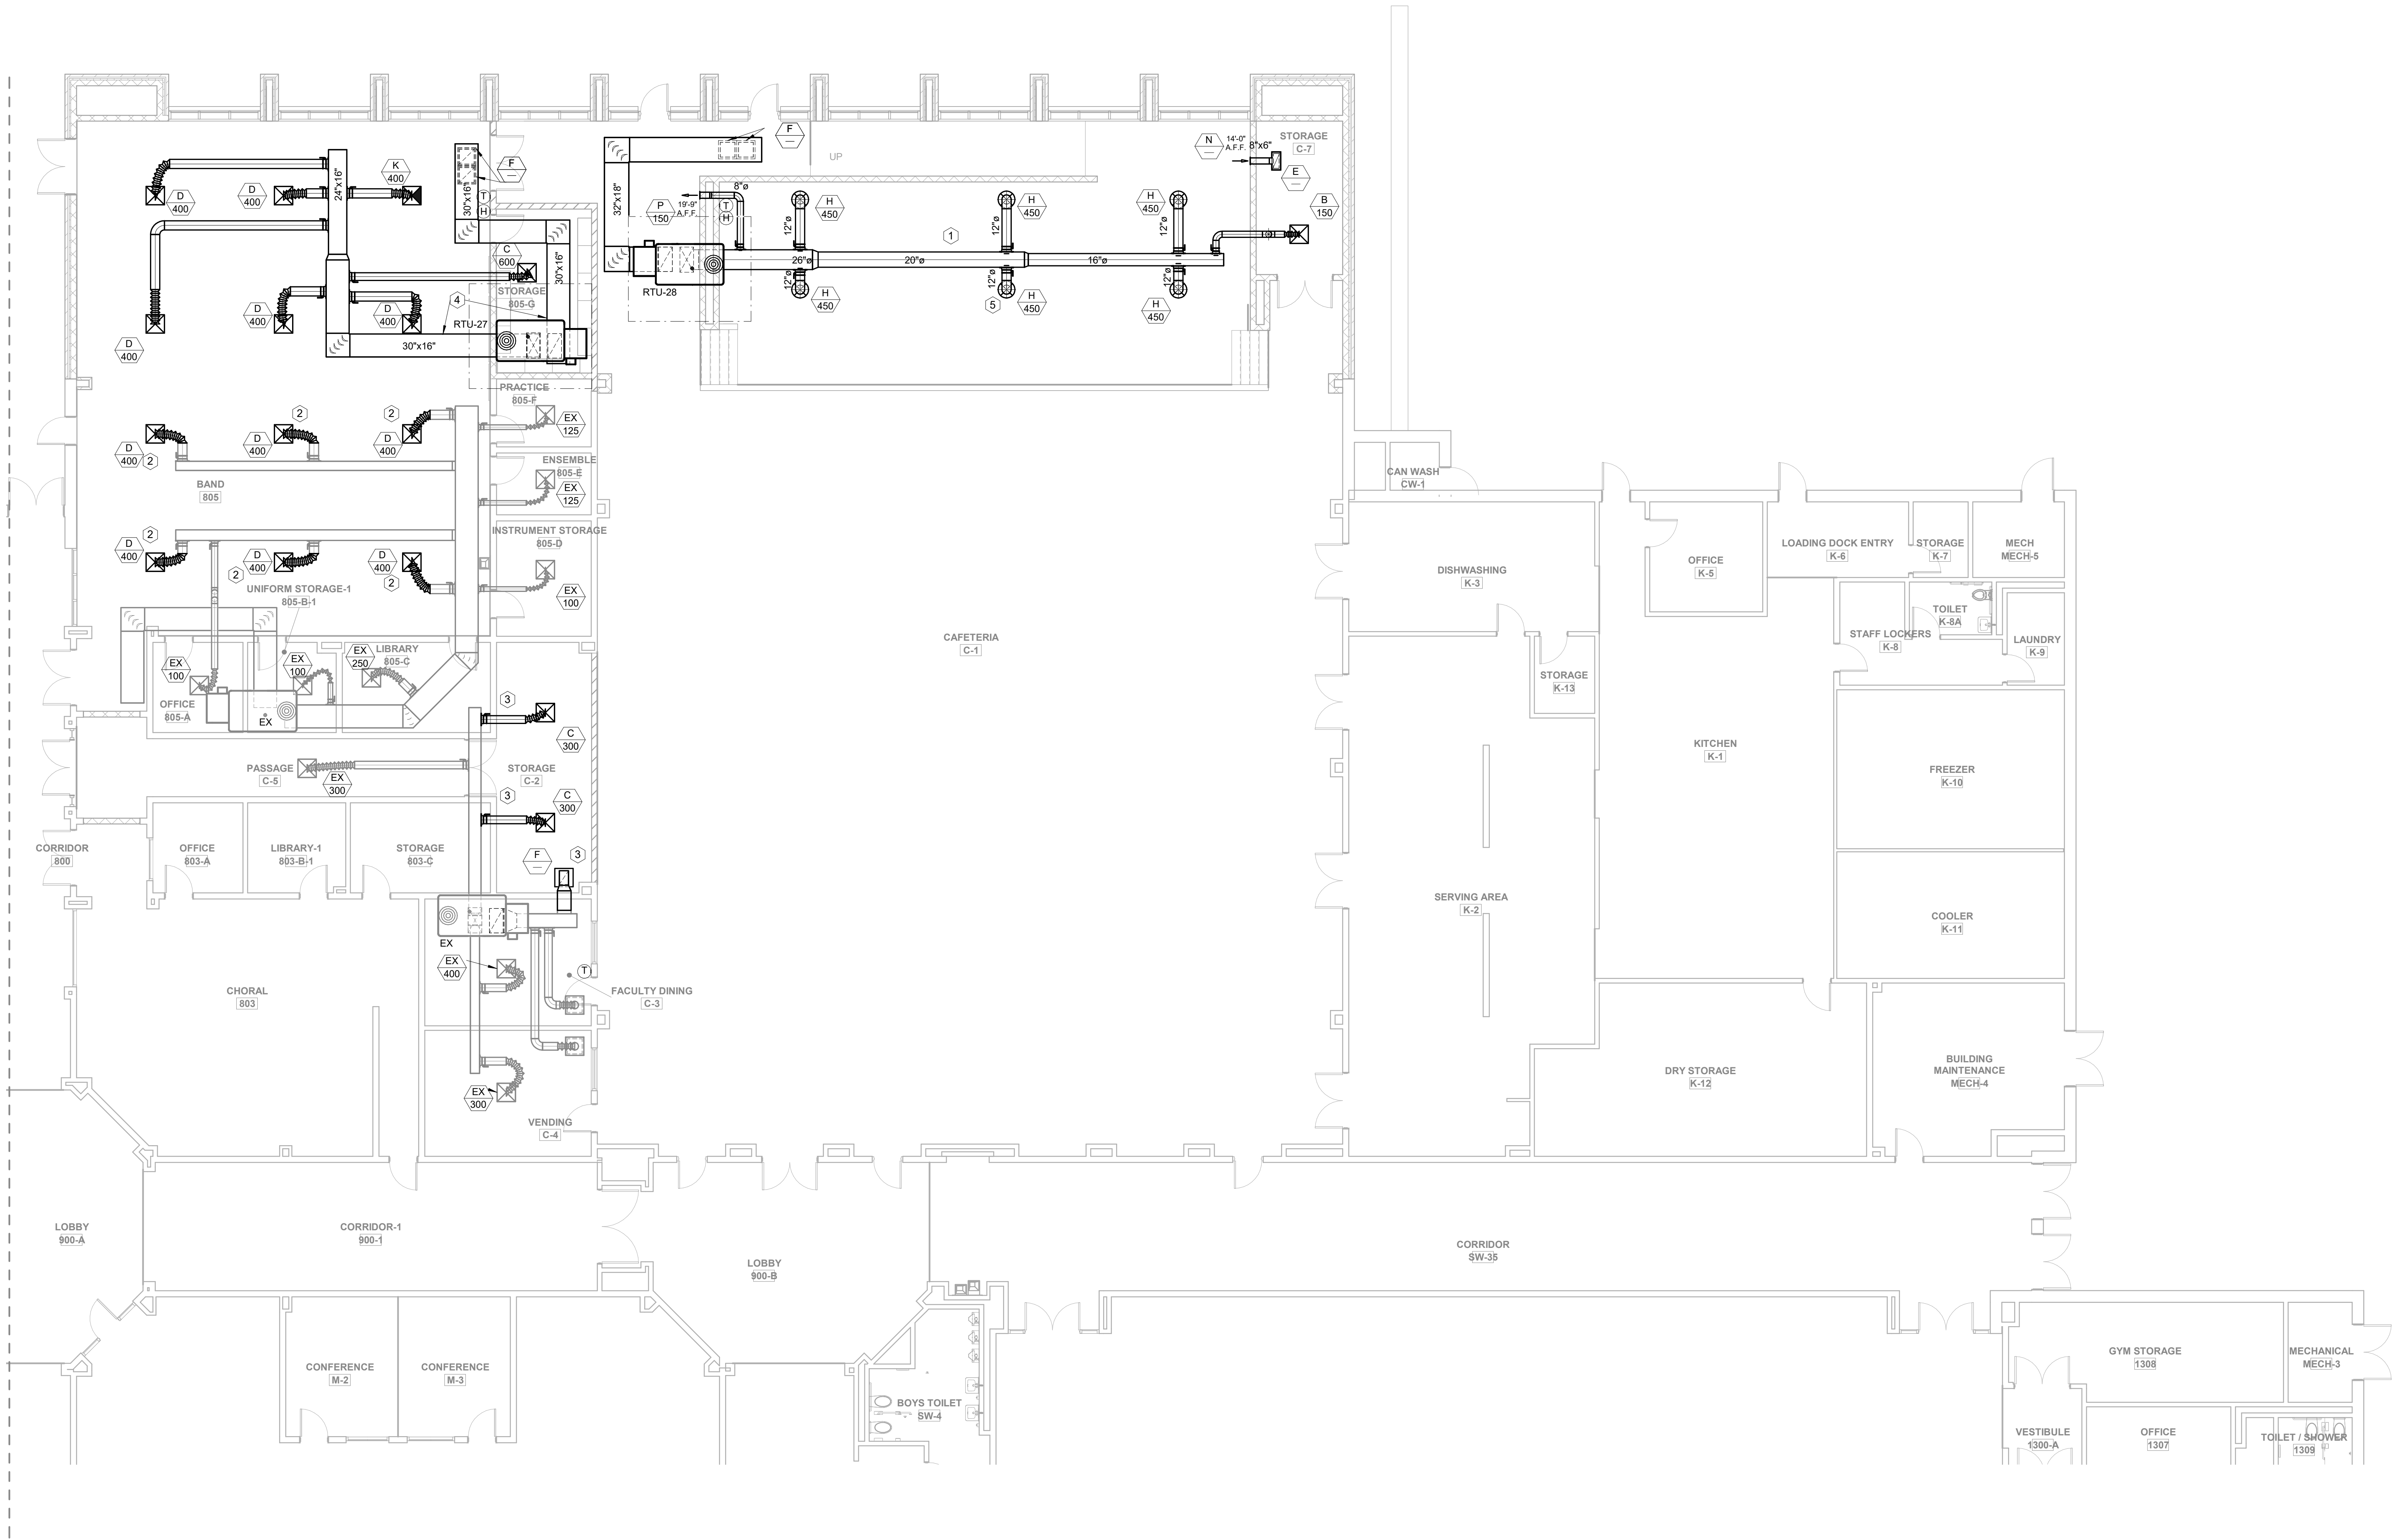 F
—
F
—
N
—
14'-0"
A.F.F.
8"x6"
STORAGE
C-7
E
—
UP
K
400
24"x16"
D
400
D
400
30"x16"
T
H
32"x18"
P
150
19'-9"
A.F.F.
8"ø
T
H
H
450
H
450
H
450
B
150
12"ø
12"ø
12"ø
1
C
600
30"x16"
26"ø
20"ø
16"ø
12"ø
12"ø
12"ø
RTU-28
H
450
5
H
450
H
450
STORAGE
805-G
4
D
400
D
400
RTU-27
D
400
30"x16"
PRACTICE
805-F
EX
125
2
2
D
400
2
D
400
D
400
ENSEMBLE
805-E
EX
125
BAND
805
CAN WASH
CW-1
INSTRUMENT STORAGE
805-D
2
D
400
D
400
D
400
2
2
EX
100
UNIFORM STORAGE-1
805-B-1
OFFICE
K-5
LOADING DOCK ENTRY
K-6
STORAGE
K-7
MECH
MECH-5
DISHWASHING
K-3
TOILET
K-8A
STAFF LOCKERS
K-8
LAUNDRY
K-9
CAFETERIA
C-1
EX
100
EX
100
EX
250
LIBRARY
805-C
OFFICE
805-A
EX
STORAGE
K-13
3
C
300
PASSAGE
C-5
EX
300
STORAGE
C-2
3
C
300
KITCHEN
K-1
FREEZER
K-10
CORRIDOR
800
OFFICE
803-A
LIBRARY-1
803-B-1
STORAGE
803-C
F
—
3
SERVING AREA
K-2
COOLER
K-11
EX
EX
400
T
CHORAL
803
FACULTY DINING
C-3
EX
300
VENDING
C-4
DRY STORAGE
K-12
BUILDING
MAINTENANCE
MECH-4
LOBBY
900-A
CORRIDOR-1
900-1
LOBBY
900-B
CORRIDOR
SW-35
CONFERENCE
M-2
CONFERENCE
M-3
BOYS TOILET
SW-4
GYM STORAGE
1308
MECHANICAL
MECH-3
VESTIBULE
1300-A
OFFICE
1307
TOILET / SHOWER
1309